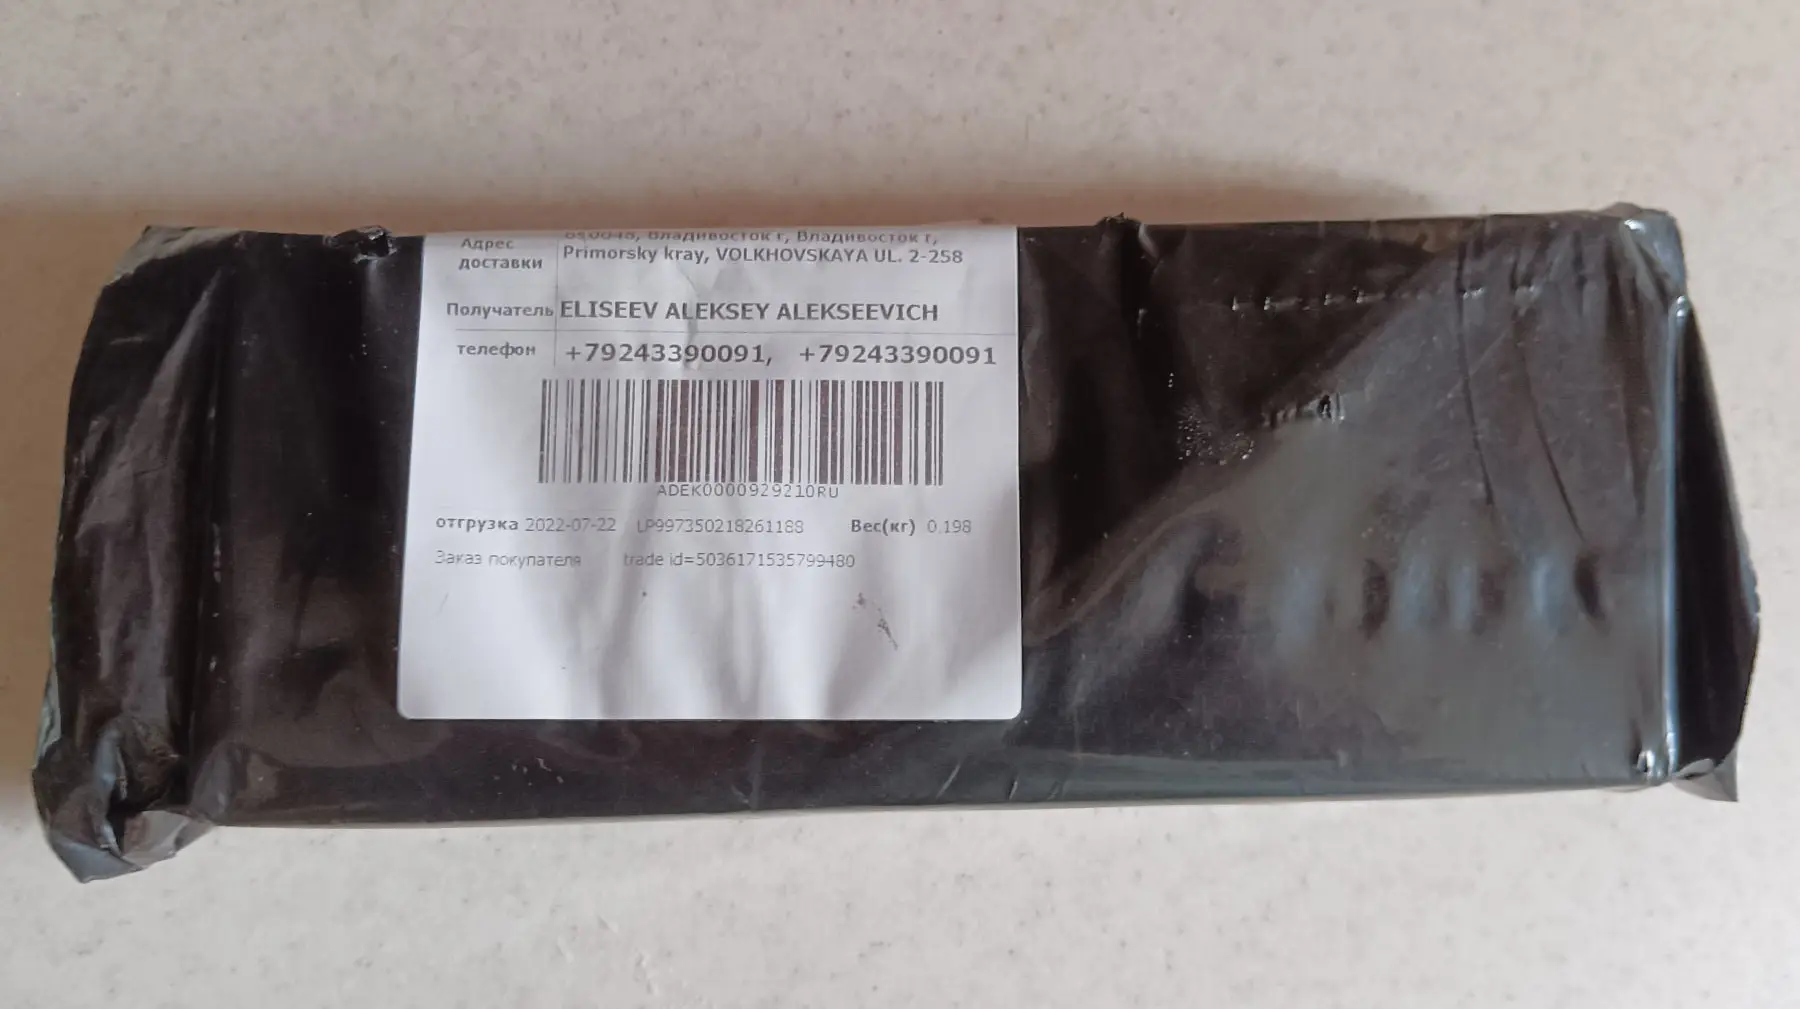 Владивосток г, Владивосток г,
Адрес доставки Primorsky kray, VOLKHOVSKAYA UL. 2-258
Получатель ELISEEV ALEKSEY ALEKSEEVICH
телефон +79243390091, +79243390091
ADEK0000929210RU
отгрузка 2022-07-22 LP997350218261188 Вес(кг) 0.198
Заказ покупателя trade id=5036171535799480